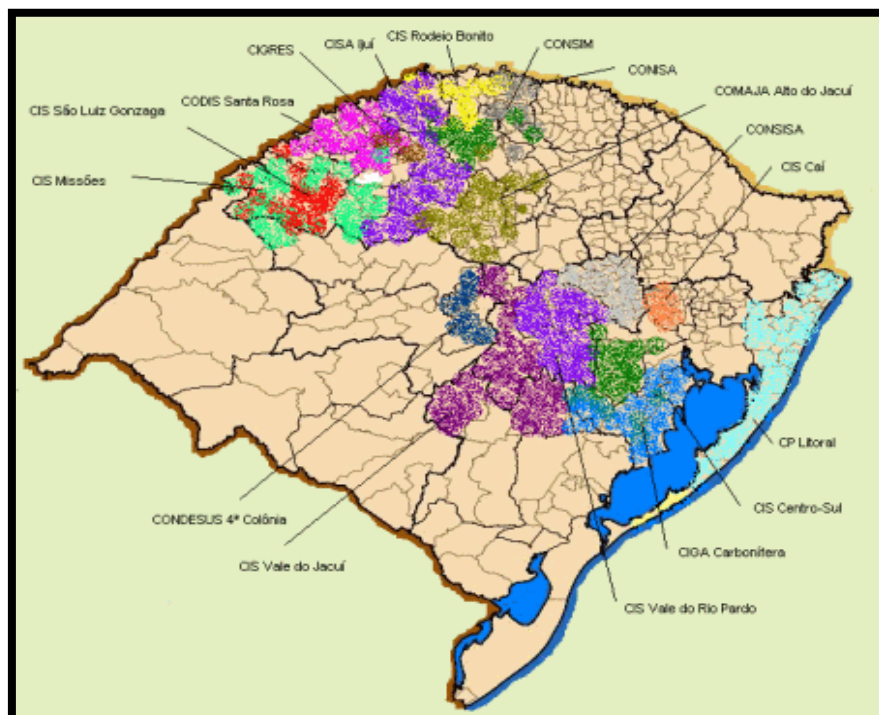 CIS Rodeio Bonito
CISA Ijuí
CONSIM
CIGRES
CONISA
CODIS Santa Rosa
COMAJA Alto do Jacuí
CIS São Luiz Gonzaga
CONSISA
CIS Caí
CIS Missões
CP Litoral
CIS Centro-Sul
CONDESUS 4ª Colônia
CIGA Carbonífera
CIS Vale do Jacuí
CIS Vale do Rio Pardo